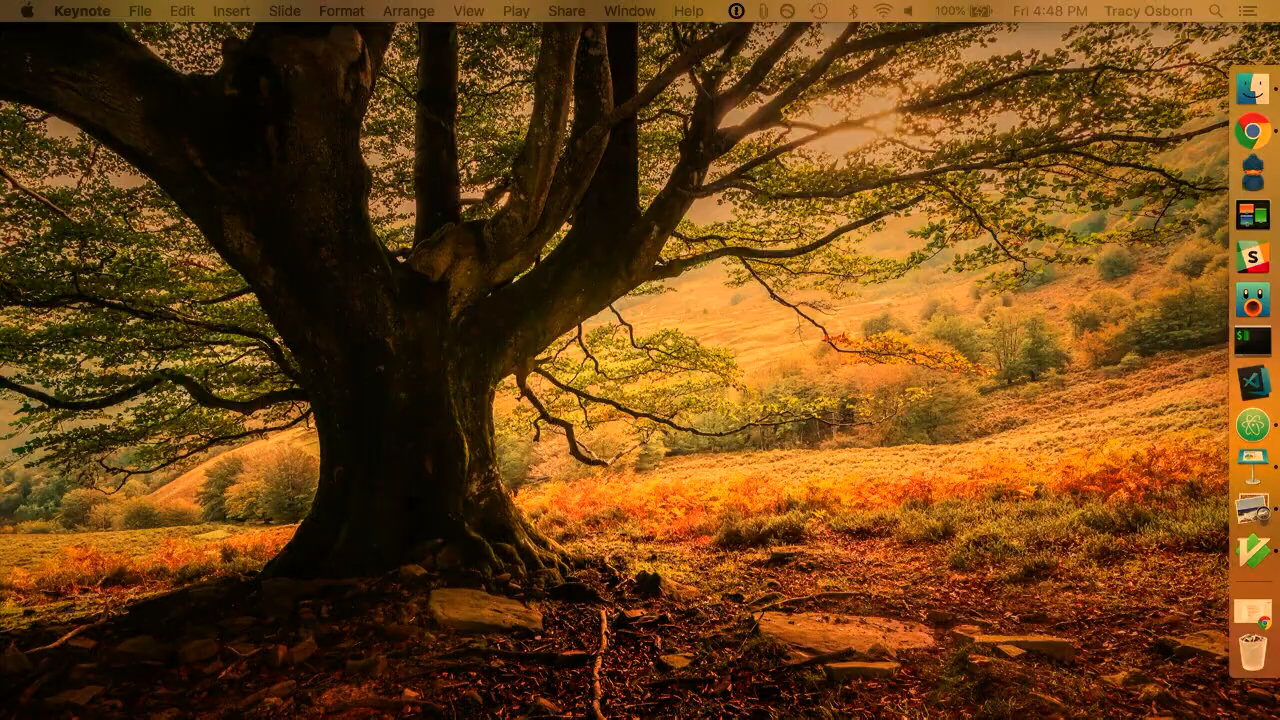 Keynote File Edit Insert Slide Format Arrange View Play Share Window Help 100% Fri 4:48 PM Tracy Osborn
S
$